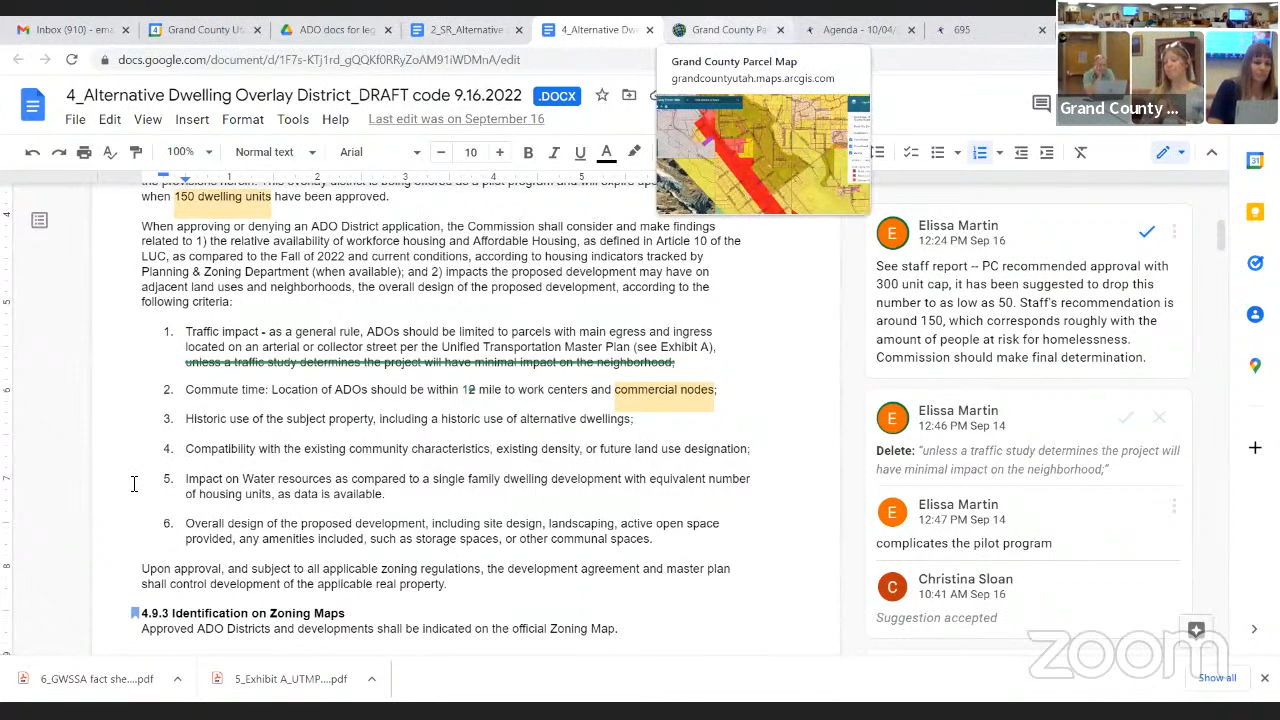 Inbox (910) - em
Grand County Ut
ADO docs for
2_SR_Alternative
4_Alternative Dw
Grand County Pa
Agenda - 10/04/
695
docs.google.com/document/d/1F7s-KTj1rd_gQQKf0RRyZoAM91iWDMnA/edit
Grand County Parcel Map
grandcountyutah.maps.arcgis.com
Grand County ...
4_Alternative Dwelling Overlay District_DRAFT code 9.16.2022 .DOCX
File Edit View Insert Format Tools Help Last edit was on September 16
100% Normal text Arial 10
1 2 3 4 5
150 dwelling units have been approved.
When approving or denying an ADO District application, the Commission shall consider and make findings
related to 1) the relative availability of workforce housing and Affordable Housing, as defined in Article 10 of the
LUC, as compared to the Fall of 2022 and current conditions, according to housing indicators tracked by
Planning & Zoning Department (when available); and 2) impacts the proposed development may have on
adjacent land uses and neighborhoods, the overall design of the proposed development, according to the
following criteria:
1. Traffic impact - as a general rule, ADOs should be limited to parcels with main egress and ingress
located on an arterial or collector street per the Unified Transportation Master Plan (see Exhibit A),
unless a traffic study determines the project will have minimal impact on the neighborhood;
2. Commute time: Location of ADOs should be within 12 mile to work centers and commercial nodes;
3. Historic use of the subject property, including a historic use of alternative dwellings;
4. Compatibility with the existing community characteristics, existing density, or future land use designation;
5. Impact on Water resources as compared to a single family dwelling development with equivalent number
of housing units, as data is available.
6. Overall design of the proposed development, including site design, landscaping, active open space
provided, any amenities included, such as storage spaces, or other communal spaces.
Upon approval, and subject to all applicable zoning regulations, the development agreement and master plan
shall control development of the applicable real property.
4.9.3 Identification on Zoning Maps
Approved ADO Districts and developments shall be indicated on the official Zoning Map.
E
Elissa Martin
12:24 PM Sep 16
See staff report -- PC recommended approval with
300 unit cap, it has been suggested to drop this
number to as low as 50. Staff's recommendation is
around 150, which corresponds roughly with the
amount of people at risk for homelessness.
Commission should make final determination.
E
Elissa Martin
12:46 PM Sep 14
Delete: "unless a traffic study determines the project will
have minimal impact on the neighborhood;"
E
Elissa Martin
12:47 PM Sep 14
complicates the pilot program
C
Christina Sloan
10:41 AM Sep 16
Suggestion accepted
zoom
6_GWSSA fact she....pdf
5_Exhibit A_UTMP....pdf
Show all